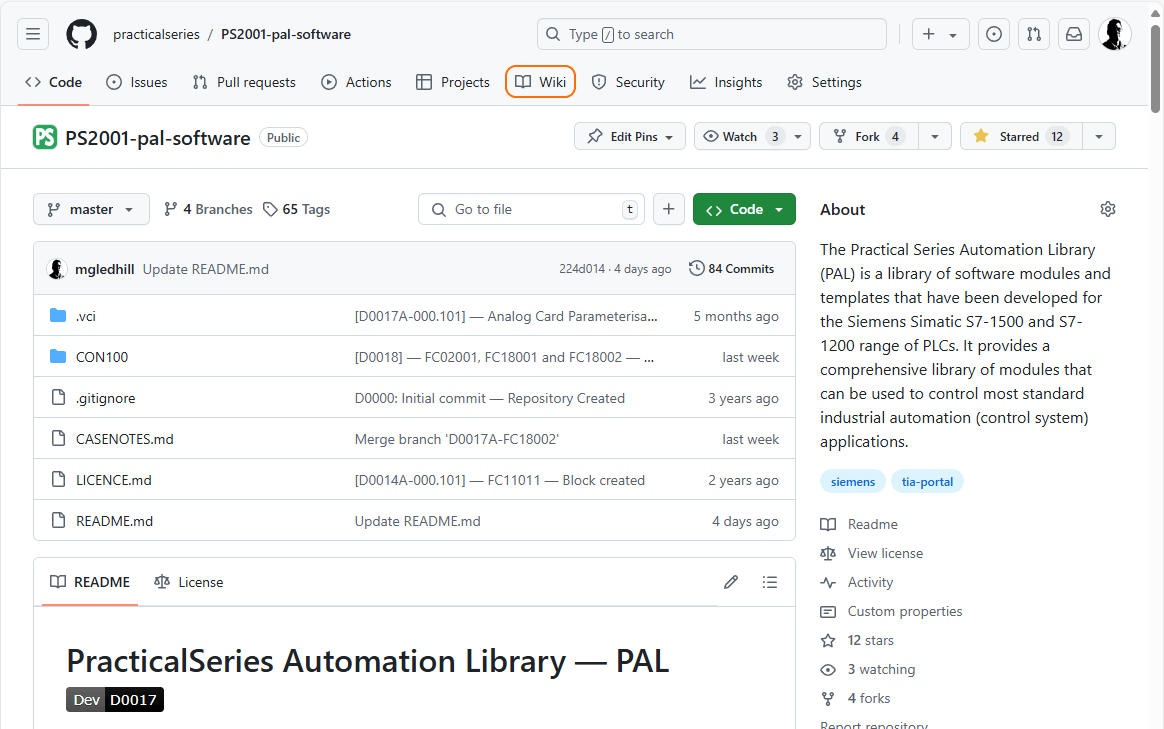 practicalseries / PS2001-pal-software
Type / to search
Code Issues Pull requests Actions Projects Wiki Security Insights Settings
PS PS2001-pal-software Public
Edit Pins Watch 3 Fork 4 Starred 12
master 4 Branches 65 Tags Go to file t + Code
mgledhill Update README.md 224d014 · 4 days ago 84 Commits
.vci [D0017A-000.101] — Analog Card Parameterisa... 5 months ago
CON100 [D0018] — FC02001, FC18001 and FC18002 — ... last week
.gitignore D0000: Initial commit — Repository Created 3 years ago
CASENOTES.md Merge branch 'D0017A-FC18002' last week
LICENCE.md [D0014A-000.101] — FC11011 — Block created 2 years ago
README.md Update README.md 4 days ago
README License
PracticalSeries Automation Library — PAL
Dev D0017
About
The Practical Series Automation Library
(PAL) is a library of software modules and
templates that have been developed for
the Siemens Simatic S7-1500 and S7-
1200 range of PLCs. It provides a
comprehensive library of modules that
can be used to control most standard
industrial automation (control system)
applications.
siemens tia-portal
Readme
View license
Activity
Custom properties
12 stars
3 watching
4 forks
Report repository